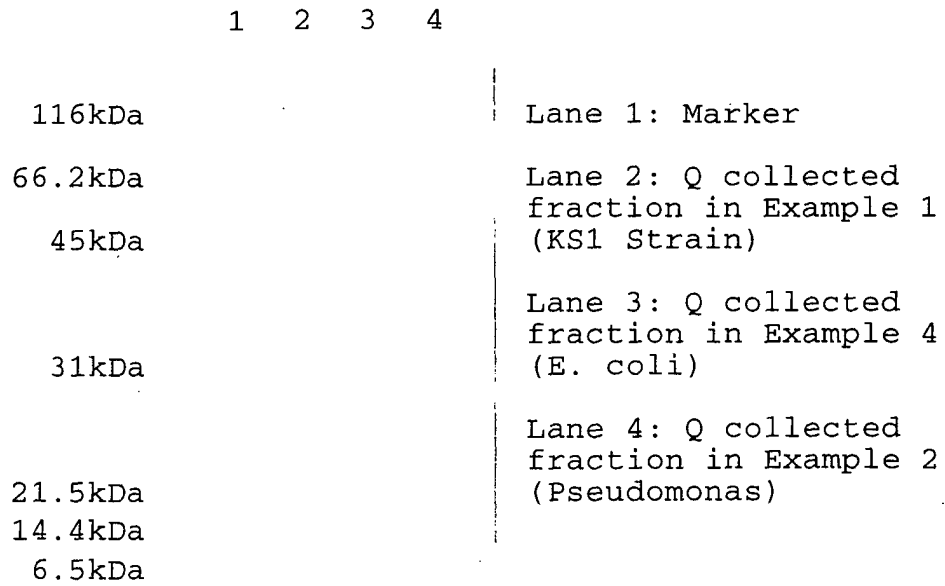 1 2 3 4
116kDa
66.2kDa
45kDa
31kDa
21.5kDa
14.4kDa
6.5kDa
Lane 1: Marker
Lane 2: Q collected
fraction in Example 1
(KS1 Strain)
Lane 3: Q collected
fraction in Example 4
(E. coli)
Lane 4: Q collected
fraction in Example 2
(Pseudomonas)